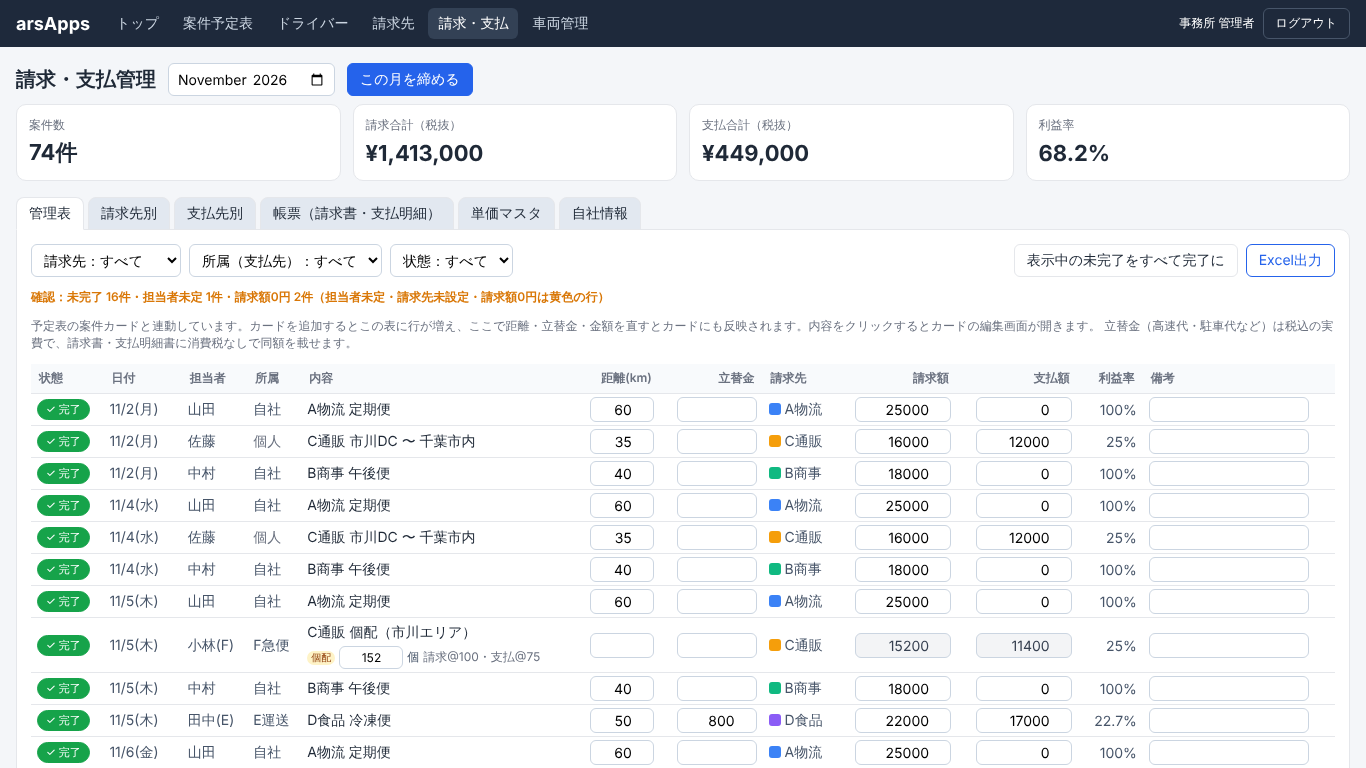 arsApps トップ 案件予定表 ドライバー 請求先 請求・支払 車両管理 事務所 管理者 ログアウト
請求・支払管理 November 2026 この月を締める
案件数 請求合計（税抜） 支払合計（税抜） 利益率
74件 ¥1,413,000 ¥449,000 68.2%
管理表 請求先別 支払先別 帳票（請求書・支払明細） 単価マスタ 自社情報
請求先：すべて 所属（支払先）：すべて 状態：すべて 表示中の未完了をすべて完了に Excel出力
確認：未完了 16件・担当者未定 1件・請求額0円 2件（担当者未定・請求先未設定・請求額0円は黄色の行）
予定表の案件カードと連動しています。カードを追加するとこの表に行が増え、ここで距離・立替金・金額を直すとカードにも反映されます。内容をクリックするとカードの編集画面が開きます。 立替金（高速代・駐車代など）は税込の実
費で、請求書・支払明細書に消費税なしで同額を載せます。
状態 日付 担当者 所属 内容 距離(km) 立替金 請求先 請求額 支払額 利益率 備考
✓ 完了 11/2(月) 山田 自社 A物流 定期便 60 A物流 25000 0 100%
✓ 完了 11/2(月) 佐藤 個人 C通販 市川DC 〜 千葉市内 35 C通販 16000 12000 25%
✓ 完了 11/2(月) 中村 自社 B商事 午後便 40 B商事 18000 0 100%
✓ 完了 11/4(水) 山田 自社 A物流 定期便 60 A物流 25000 0 100%
✓ 完了 11/4(水) 佐藤 個人 C通販 市川DC 〜 千葉市内 35 C通販 16000 12000 25%
✓ 完了 11/4(水) 中村 自社 B商事 午後便 40 B商事 18000 0 100%
✓ 完了 11/5(木) 山田 自社 A物流 定期便 60 A物流 25000 0 100%
✓ 完了 11/5(木) 小林(F) F急便 C通販 個配（市川エリア） C通販 15200 11400 25%
個配 152 個 請求@100・支払@75
✓ 完了 11/5(木) 中村 自社 B商事 午後便 40 B商事 18000 0 100%
✓ 完了 11/5(木) 田中(E) E運送 D食品 冷凍便 50 800 D食品 22000 17000 22.7%
✓ 完了 11/6(金) 山田 自社 A物流 定期便 60 A物流 25000 0 100%